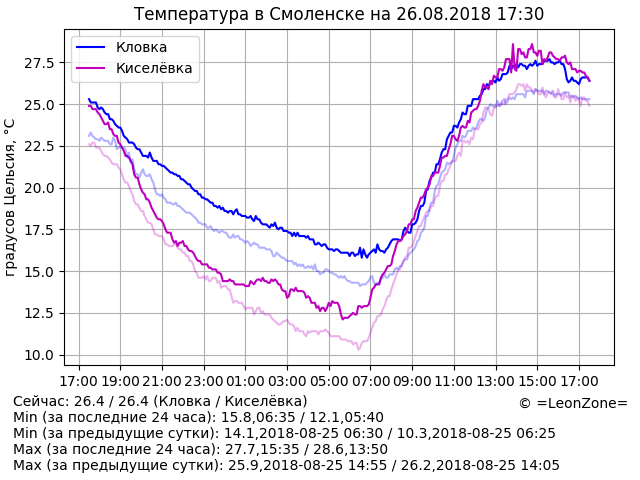 Температура в Смоленске на 26.08.2018 17:30
Кловка
Киселёвка
градусов Цельсия, °C
27.5
25.0
22.5
20.0
17.5
15.0
12.5
10.0
17:00 19:00 21:00 23:00 01:00 03:00 05:00 07:00 09:00 11:00 13:00 15:00 17:00
Сейчас: 26.4 / 26.4 (Кловка / Киселёвка)
© =LeonZone=
Min (за последние 24 часа): 15.8,06:35 / 12.1,05:40
Min (за предыдущие сутки): 14.1,2018-08-25 06:30 / 10.3,2018-08-25 06:25
Max (за последние 24 часа): 27.7,15:35 / 28.6,13:50
Max (за предыдущие сутки): 25.9,2018-08-25 14:55 / 26.2,2018-08-25 14:05